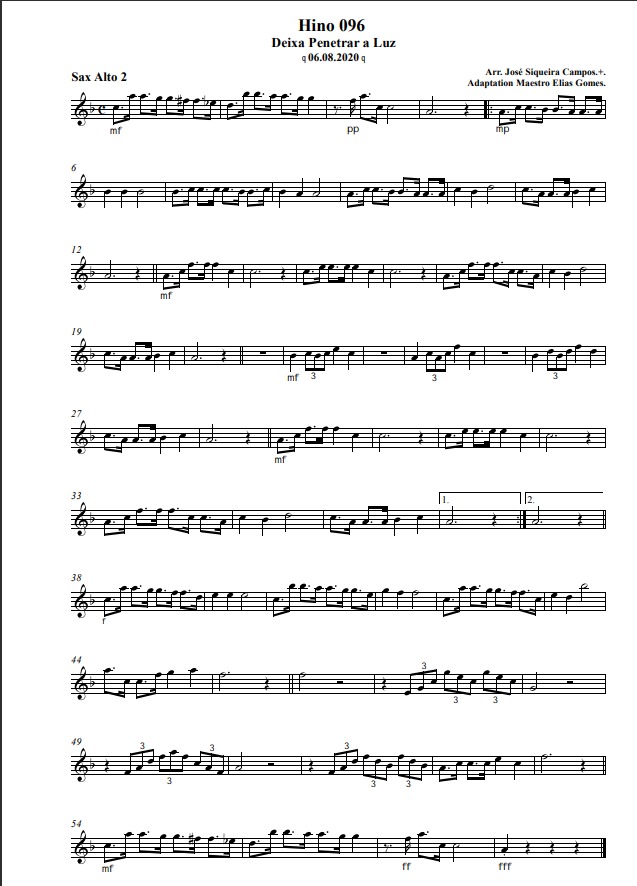 Hino 096
Deixa Penetrar a Luz
q 06.08.2020 q
Sax Alto 2
Arr. José Siqueira Campos.+.
Adaptation Maestro Elias Gomes.
mf
pp
mp
6
12
mf
19
mf
3
3
3
27
mf
33
1.
2.
38
f
44
3
3
3
49
3
3
3
3
3
3
54
mf
ff
fff